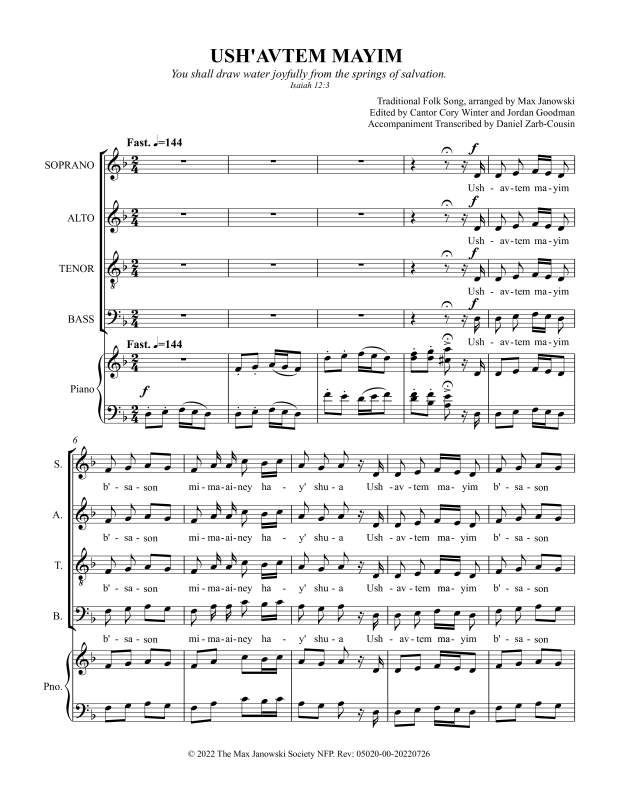 USH'AVTEM MAYIM
You shall draw water joyfully from the springs of salvation.
Isaiah 12:3
Traditional Folk Song, arranged by Max Janowski
Edited by Cantor Cory Winter and Jordan Goodman
Accompaniment Transcribed by Daniel Zarb-Cousin
Fast. ♩=144
SOPRANO
f
Ush - av-tem ma-yim
ALTO
f
Ush - av-tem ma-yim
TENOR
f
Ush - av-tem ma-yim
BASS
f
Ush - av-tem ma-yim
Fast. ♩=144
Piano
f
6
S.
b' - sa - son mi-ma-ai-ney ha - y' shu - a Ush - av - tem ma - yim b' - sa - son
A.
b' - sa - son mi-ma-ai-ney ha - y' shu - a Ush - av - tem ma - yim b' - sa - son
T.
b' - sa - son mi-ma-ai-ney ha - y' shu - a Ush - av - tem ma - yim b' - sa - son
B.
b' - sa - son mi-ma-ai-ney ha - y' shu - a Ush - av - tem ma - yim b' - sa - son
Pno.
© 2022 The Max Janowski Society NFP. Rev: 05020-00-20220726